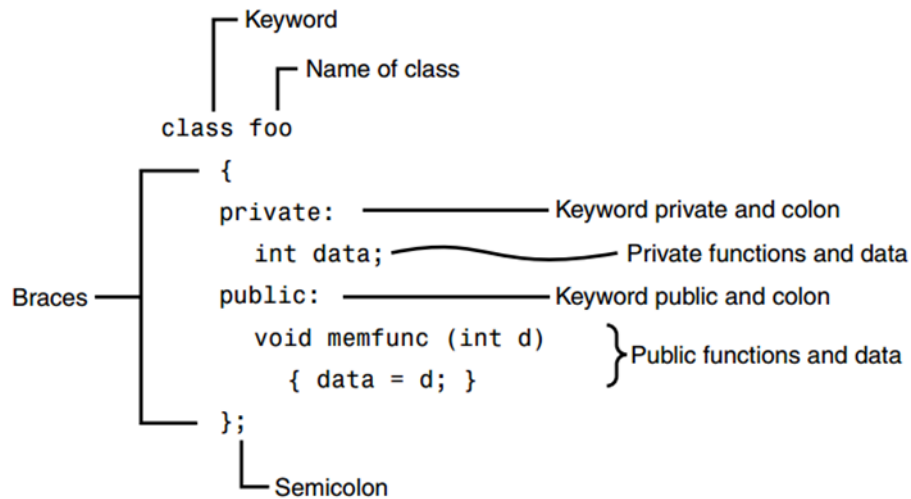 Keyword
Name of class
class foo
{
private: Keyword private and colon
int data; Private functions and data
Braces public: Keyword public and colon
void memfunc (int d)
Public functions and data
{ data = d; }
};
Semicolon